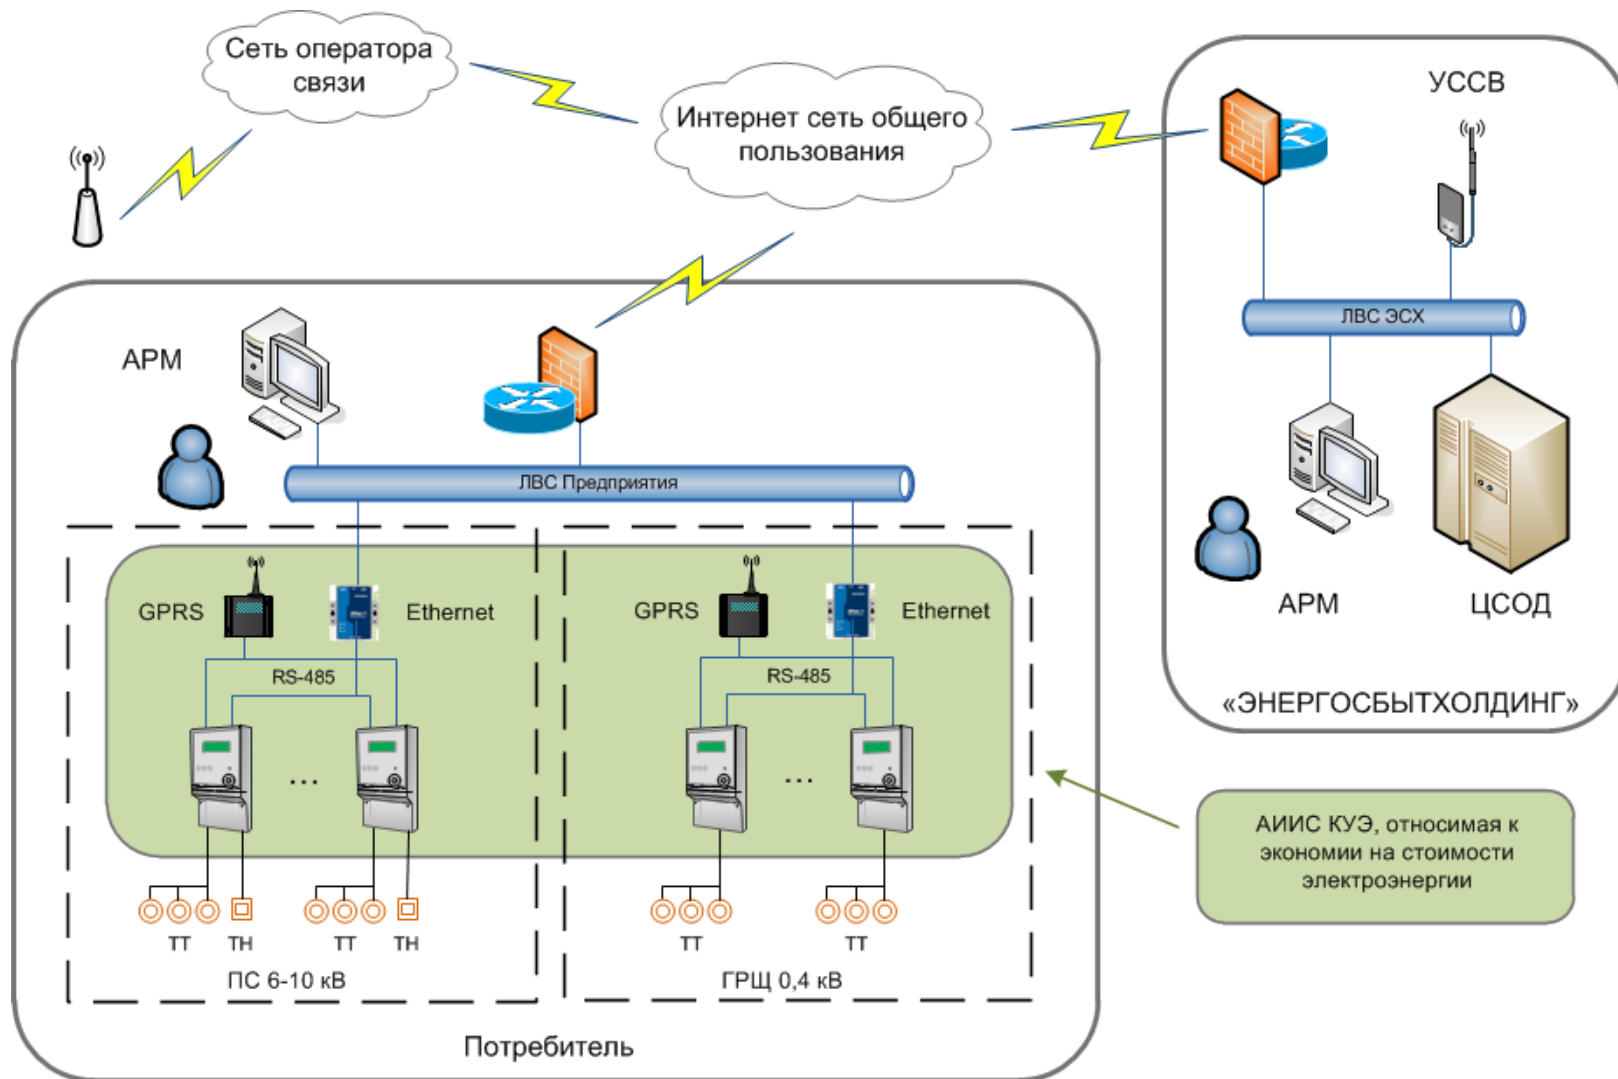 Сеть оператора
связи
Интернет сеть общего
пользования
УССВ
ЛВС ЭСХ
АРМ
ЦСОД
«ЭНЕРГОСБЫТХОЛДИНГ»
АРМ
ЛВС Предприятия
GPRS
Ethernet
RS-485
...
ТТ
ТН
ТТ
ТН
ПС 6-10 кВ
GPRS
Ethernet
RS-485
...
ТТ
ТТ
ГРЩ 0,4 кВ
Потребитель
АИИС КУЭ, относимая к
экономии на стоимости
электроэнергии